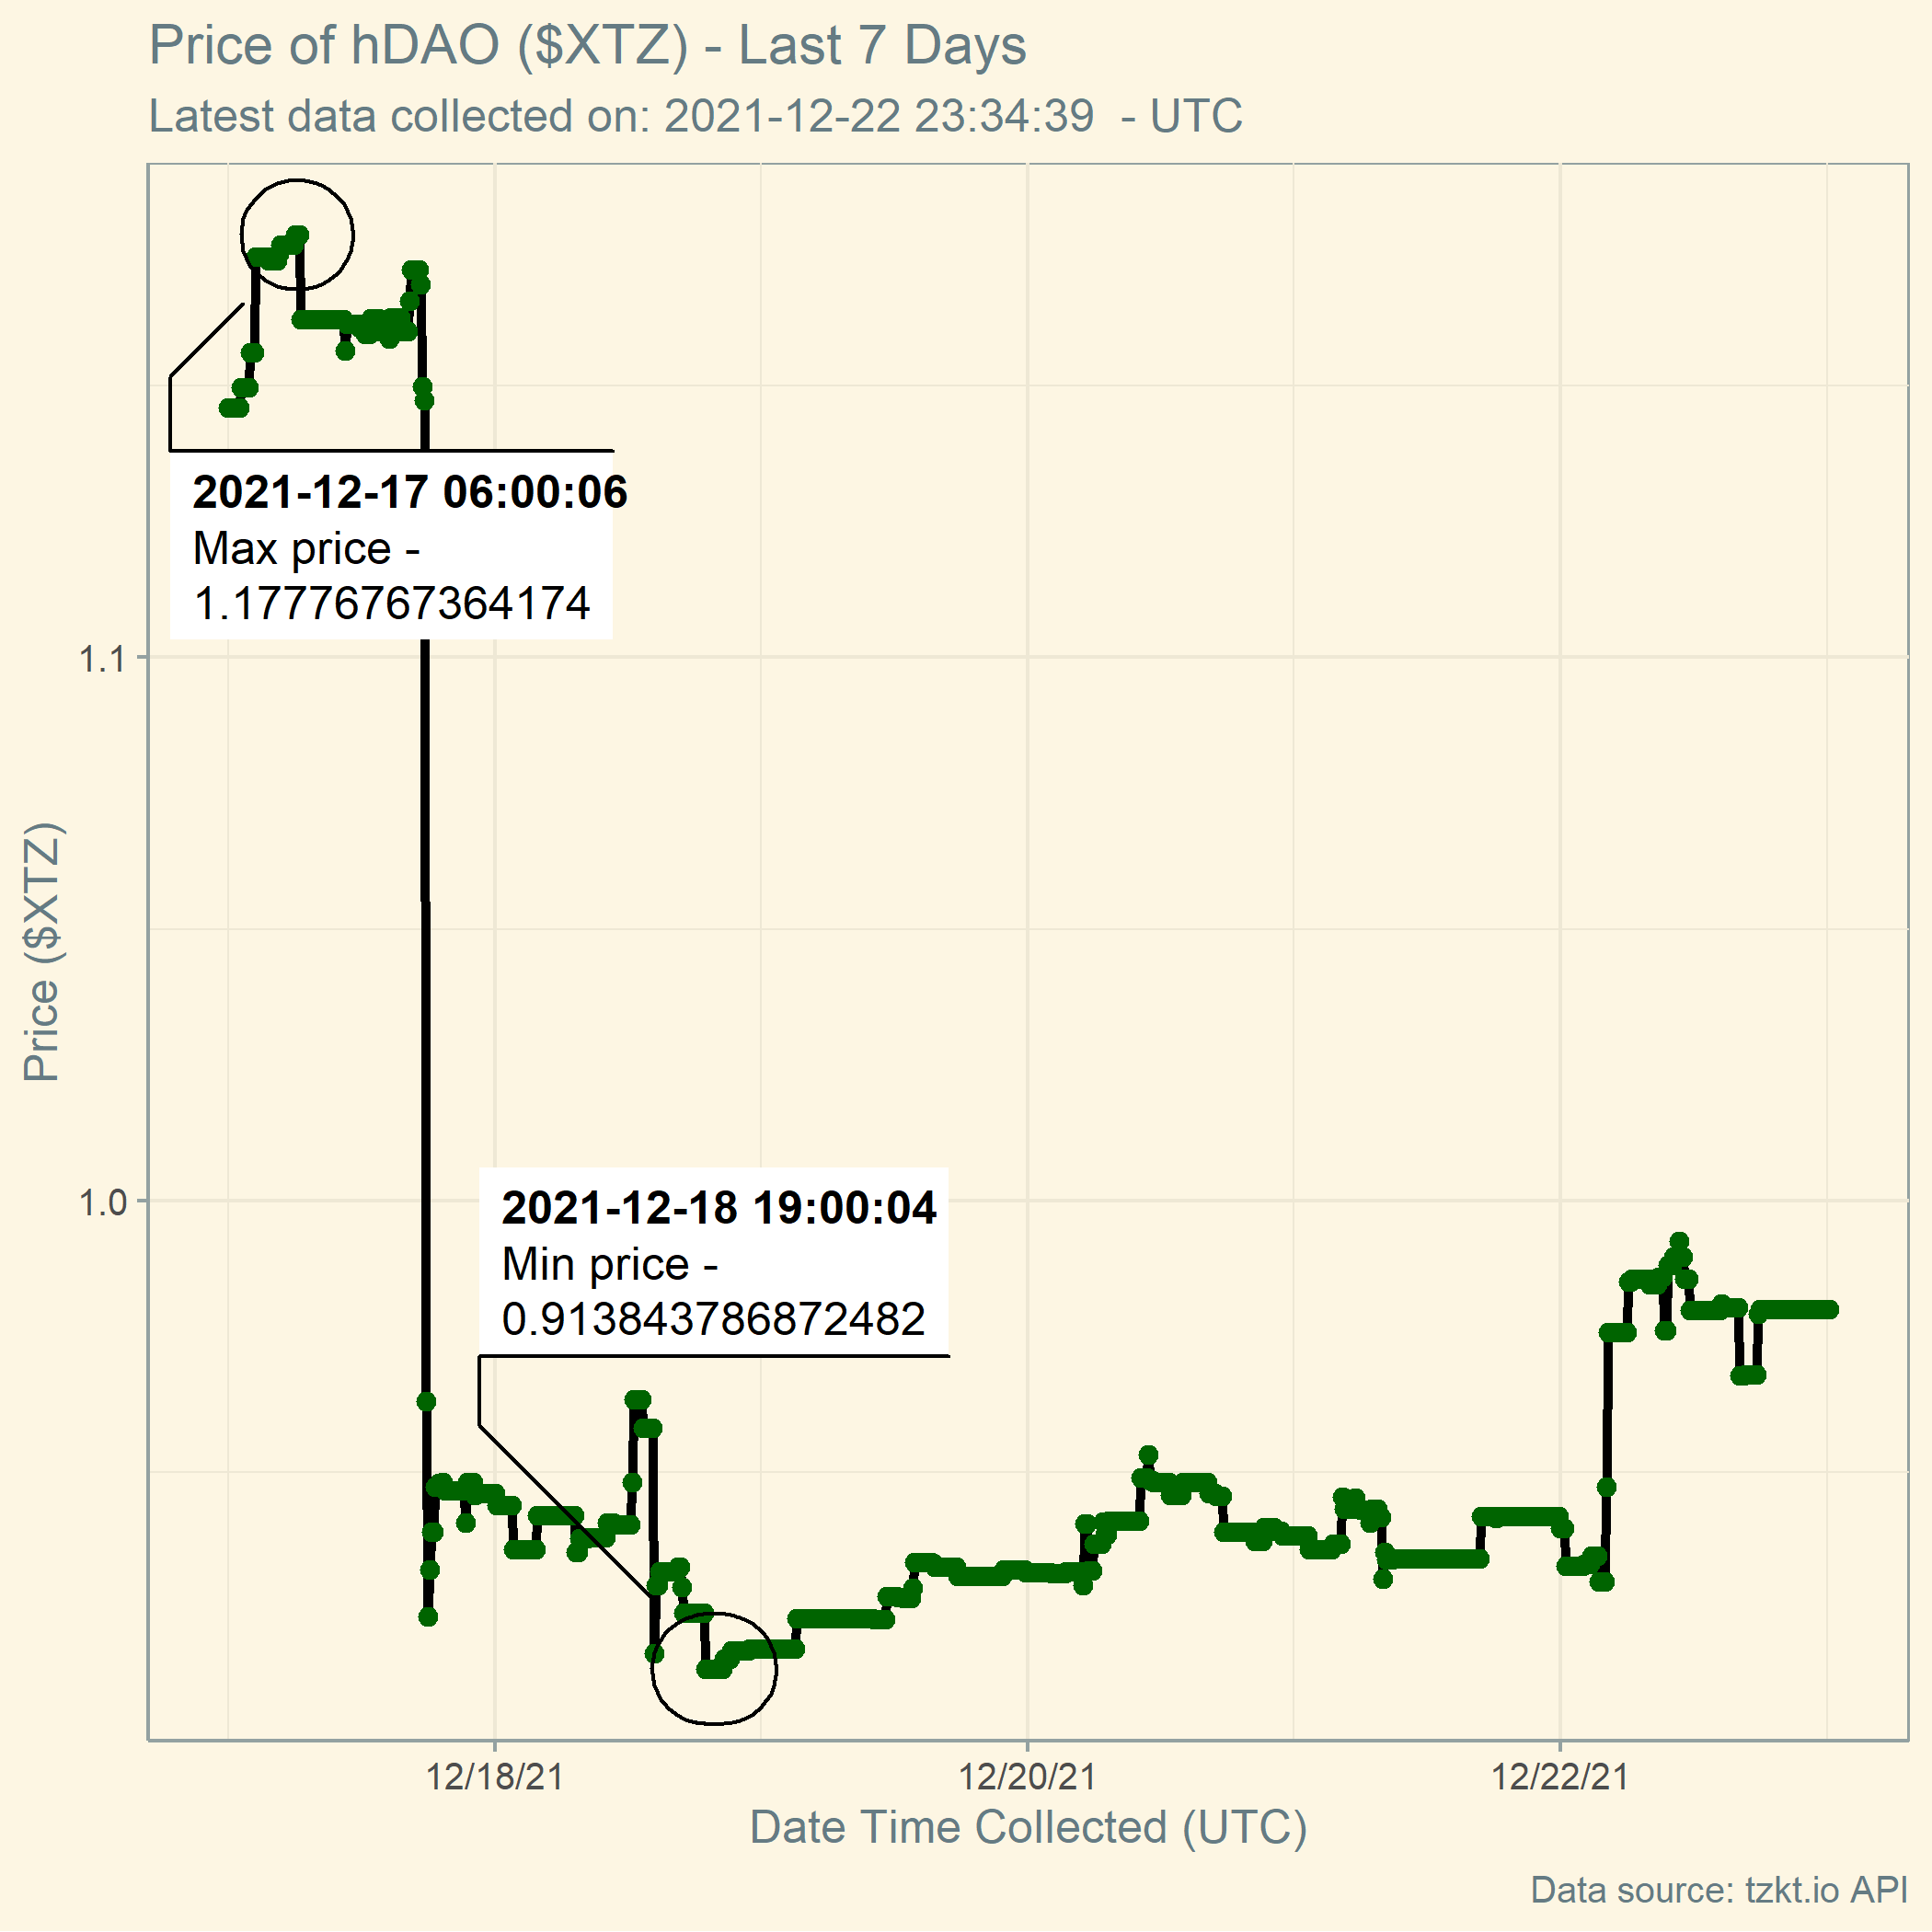 Price of hDAO ($XTZ) - Last 7 Days
Latest data collected on: 2021-12-22 23:34:39  - UTC
2021-12-17 06:00:06
Max price -
1.17776767364174
1.1
Price ($XTZ)
1.0
2021-12-18 19:00:04
Min price -
0.913843786872482
12/18/21
12/20/21
12/22/21
Date Time Collected (UTC)
Data source: tzkt.io API